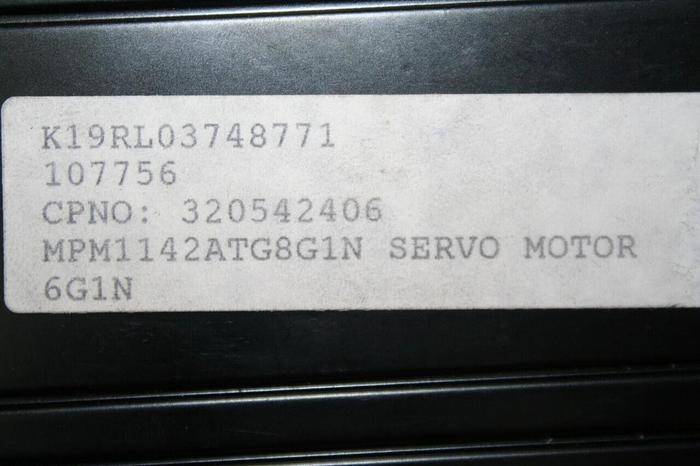 K19RL03748771
107756
CPNO: 320542406
MPM1142ATG8G1N SERVO MOTOR
6G1N